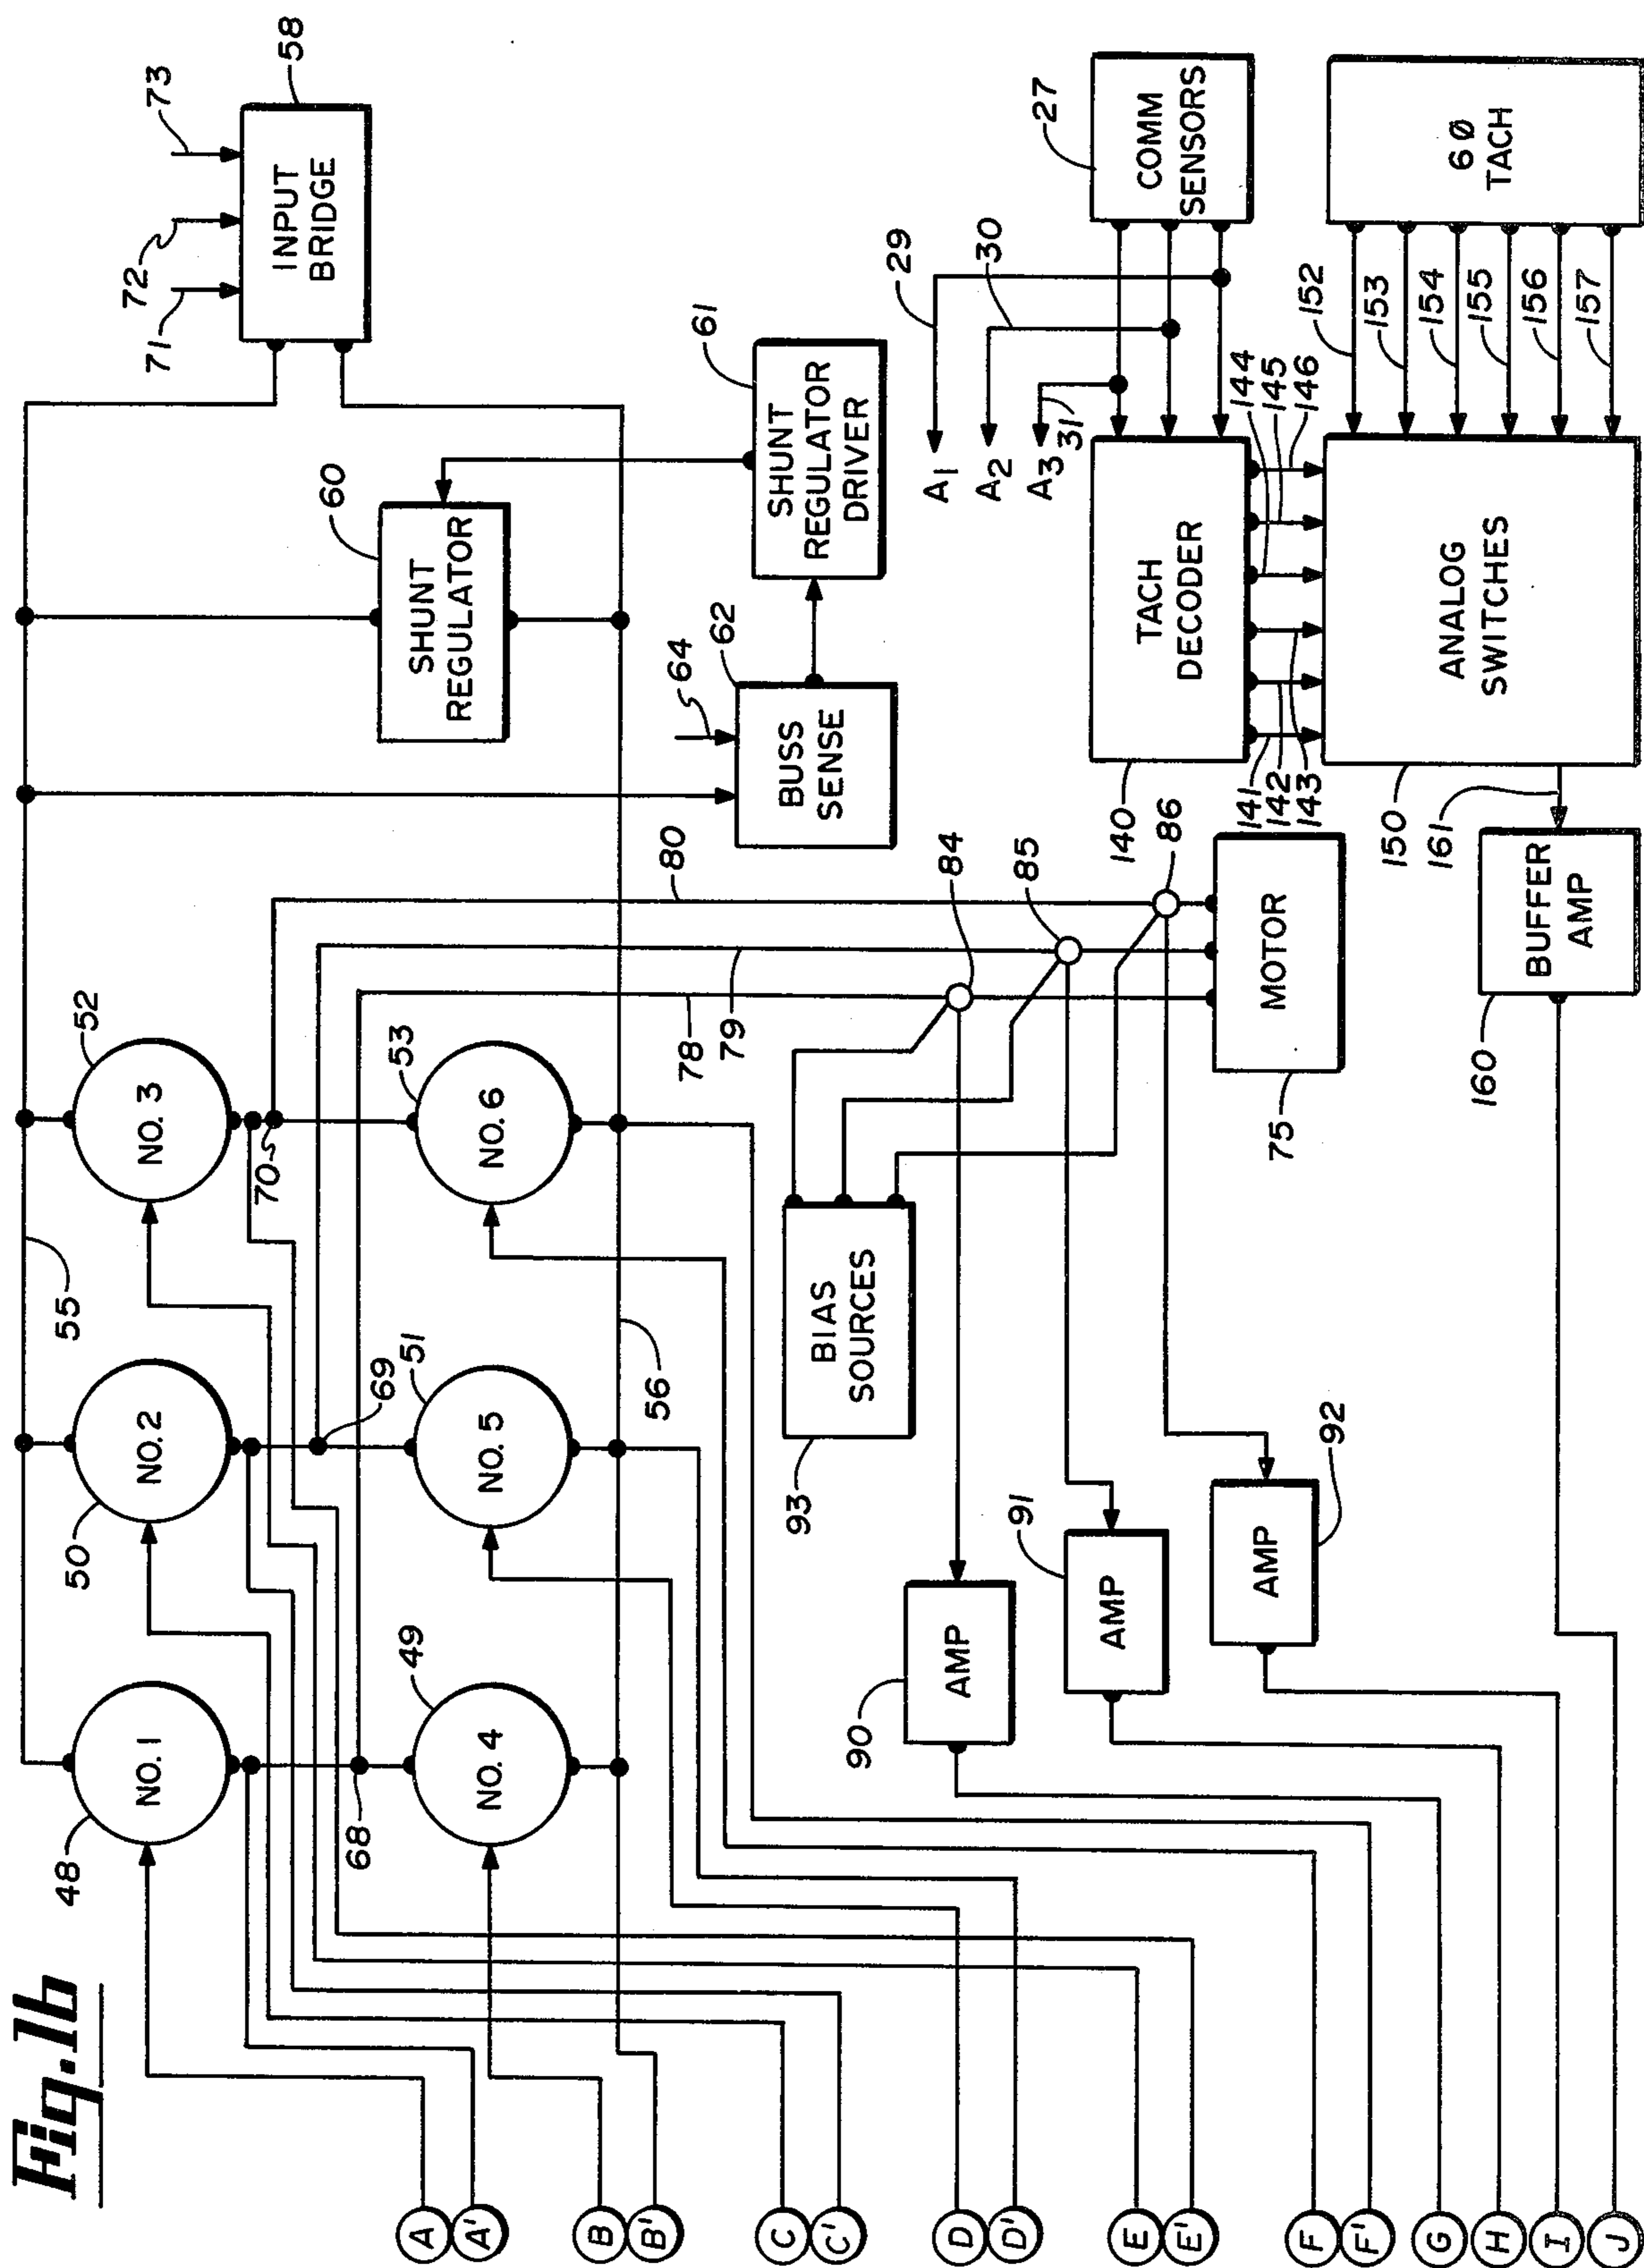 Fig. 1b
55
48
NO. 1
50
NO. 2
52
NO. 3
71
72
73
INPUT
BRIDGE
58
68
69
70
49
NO. 4
51
NO. 5
53
NO. 6
56
60
SHUNT
REGULATOR
80
64
62
BUSS
SENSE
61
SHUNT
REGULATOR
DRIVER
78
79
84
85
86
93
BIAS
SOURCES
90
AMP
91
AMP
92
AMP
75
MOTOR
A1
A2
A3
29
30
31
27
COMM
SENSORS
140
TACH
DECODER
141
142
143
144
145
146
150
ANALOG
SWITCHES
152
153
154
155
156
157
6Ø
TACH
161
160
BUFFER
AMP
A
A'
B
B'
C
C'
D
D'
E
E'
F
F'
G
H
I
J